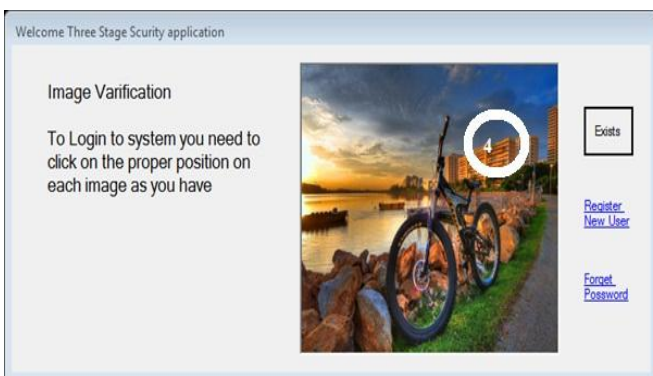 Welcome Three Stage Scurity application
Image Varification
To Login to system you need to
click on the proper position on
each image as you have
4
Exists
Register
New User
Forget
Possword